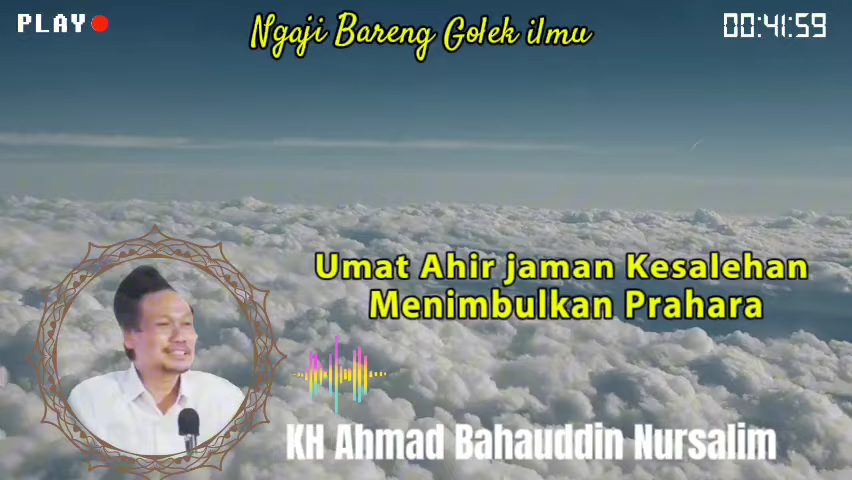 PLAY
00:41:59
Ngaji Bareng Golek ilmu
Umat Ahir jaman Kesalehan
Menimbulkan Prahara
KH Ahmad Bahauddin Nursalim